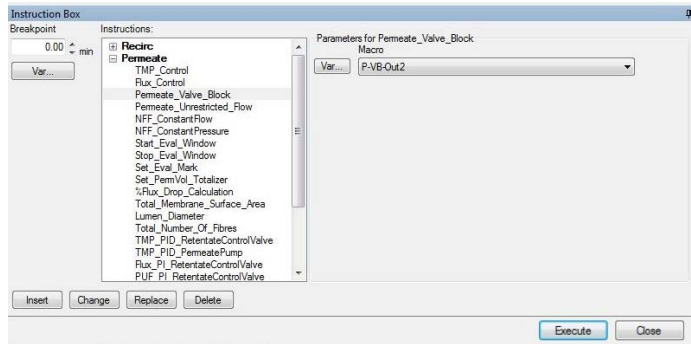 Instruction Box
Breakpoint
0.00 min
Var...
Instructions:
Recirc
Permeate
TMP_Control
Flux_Control
Permeate_Valve_Block
Permeate_Unrestricted_Flow
NFF_ConstantFlow
NFF_ConstantPressure
Start_Eval_Window
Stop_Eval_Window
Set_Eval_Mark
Set_PermVol_Totalizer
%Flux_Drop_Calculation
Total_Membrane_Surface_Area
Lumen_Diameter
Total_Number_Of_Fibres
TMP_PID_RetentateControlValve
TMP_PID_PermeatePump
Flux_PI_RetentateControlValve
PUF_PI_RetentateControlValve
Parameters for Permeate_Valve_Block
Macro
Var... P-VB-Out2
Insert Change Replace Delete
Execute Close